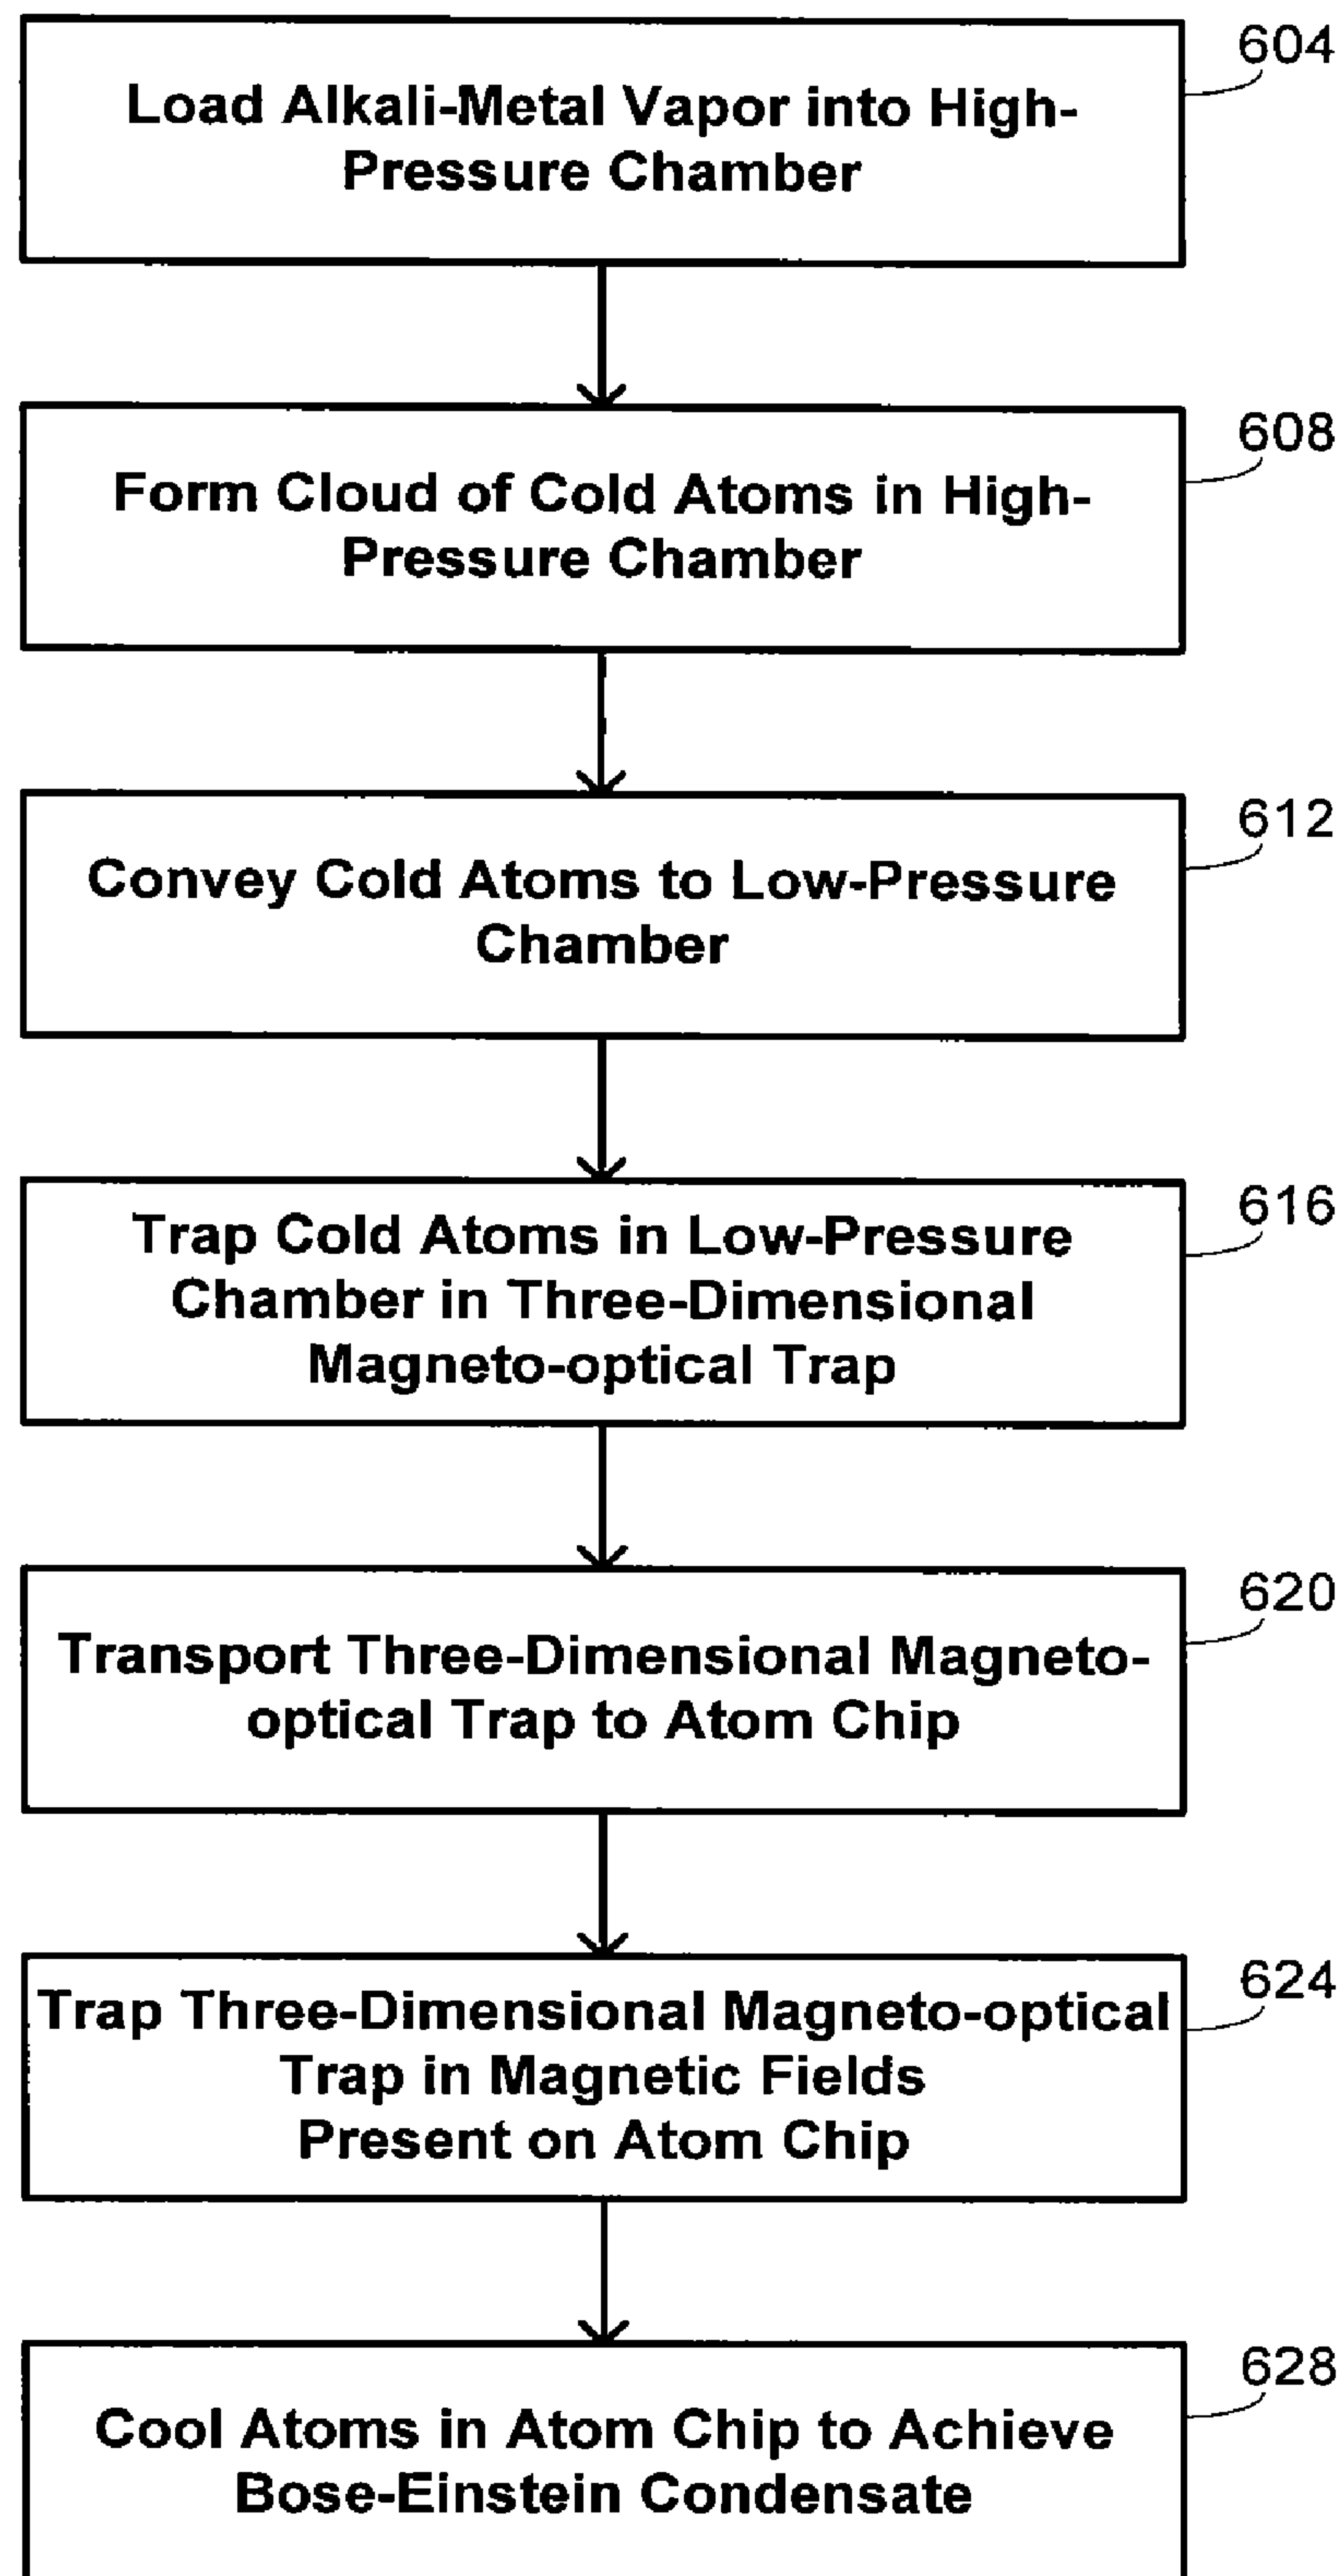 604
Load Alkali-Metal Vapor into High-
Pressure Chamber
608
Form Cloud of Cold Atoms in High-
Pressure Chamber
612
Convey Cold Atoms to Low-Pressure
Chamber
616
Trap Cold Atoms in Low-Pressure
Chamber in Three-Dimensional
Magneto-optical Trap
620
Transport Three-Dimensional Magneto-
optical Trap to Atom Chip
624
Trap Three-Dimensional Magneto-optical
Trap in Magnetic Fields
Present on Atom Chip
628
Cool Atoms in Atom Chip to Achieve
Bose-Einstein Condensate